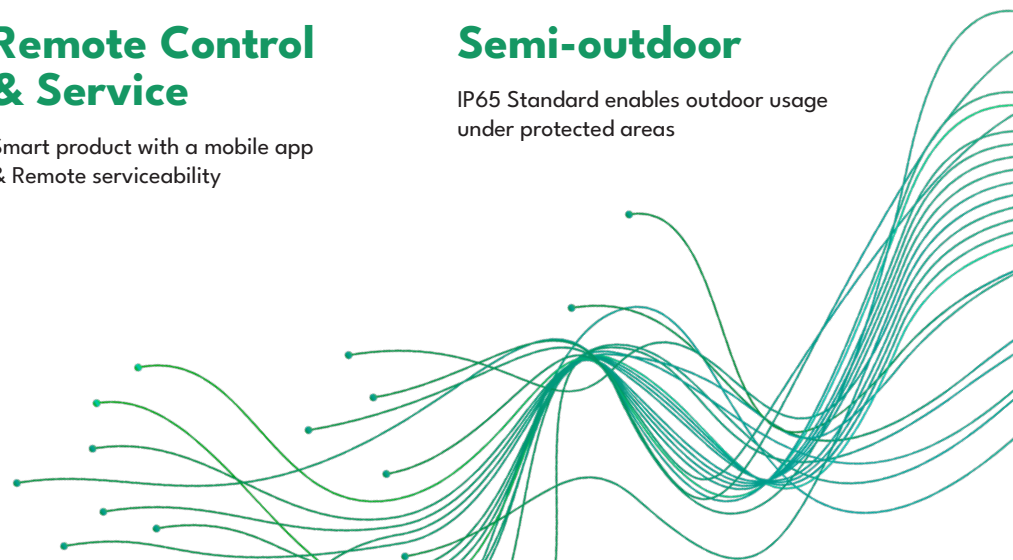 Remote Control
& Service
Smart product with a mobile app
& Remote serviceability
Semi-outdoor
IP65 Standard enables outdoor usage
under protected areas